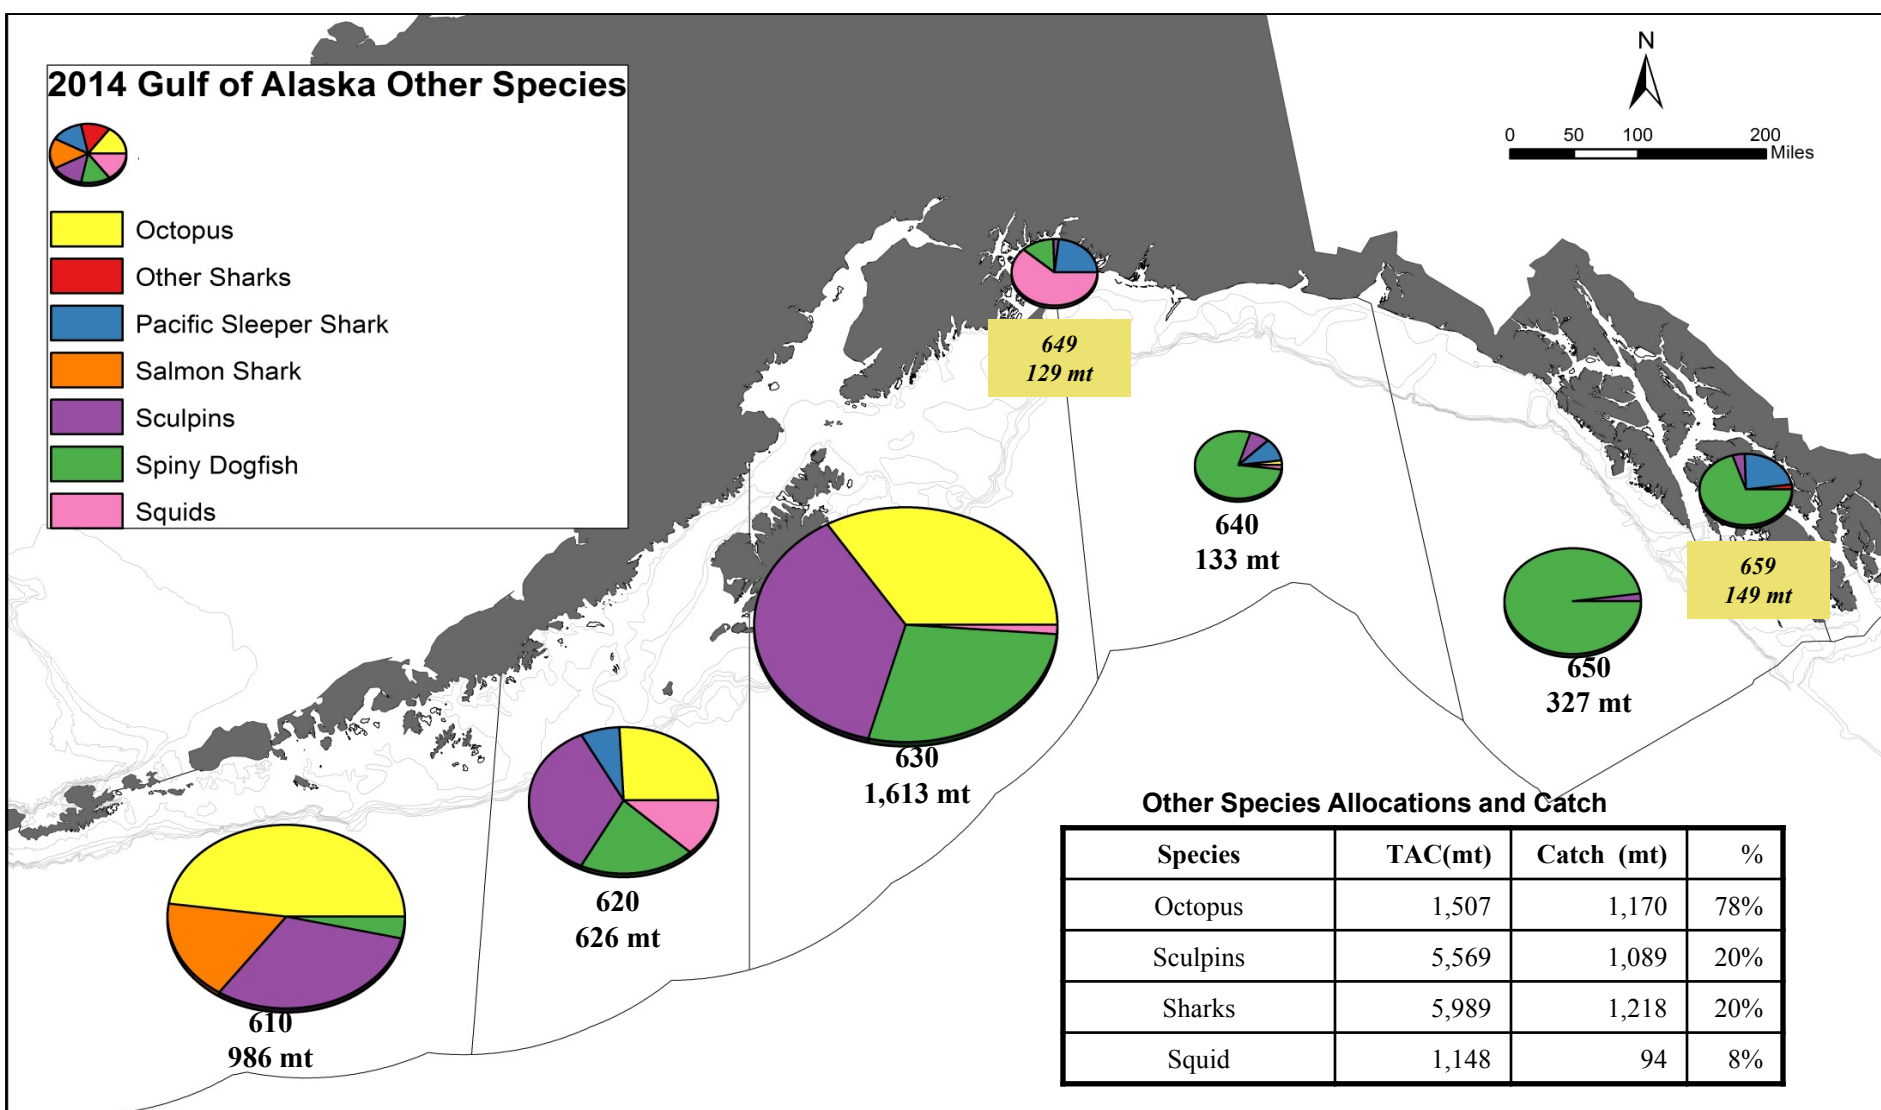 2014 Gulf of Alaska Other Species
Octopus
Other Sharks
Pacific Sleeper Shark
Salmon Shark
Sculpins
Spiny Dogfish
Squids
N
0 50 100 200
Miles
649
129 mt
640
133 mt
659
149 mt
650
327 mt
630
1,613 mt
620
626 mt
610
986 mt
Other Species Allocations and Catch
Species TAC(mt) Catch (mt) %
Octopus 1,507 1,170 78%
Sculpins 5,569 1,089 20%
Sharks 5,989 1,218 20%
Squid 1,148 94 8%